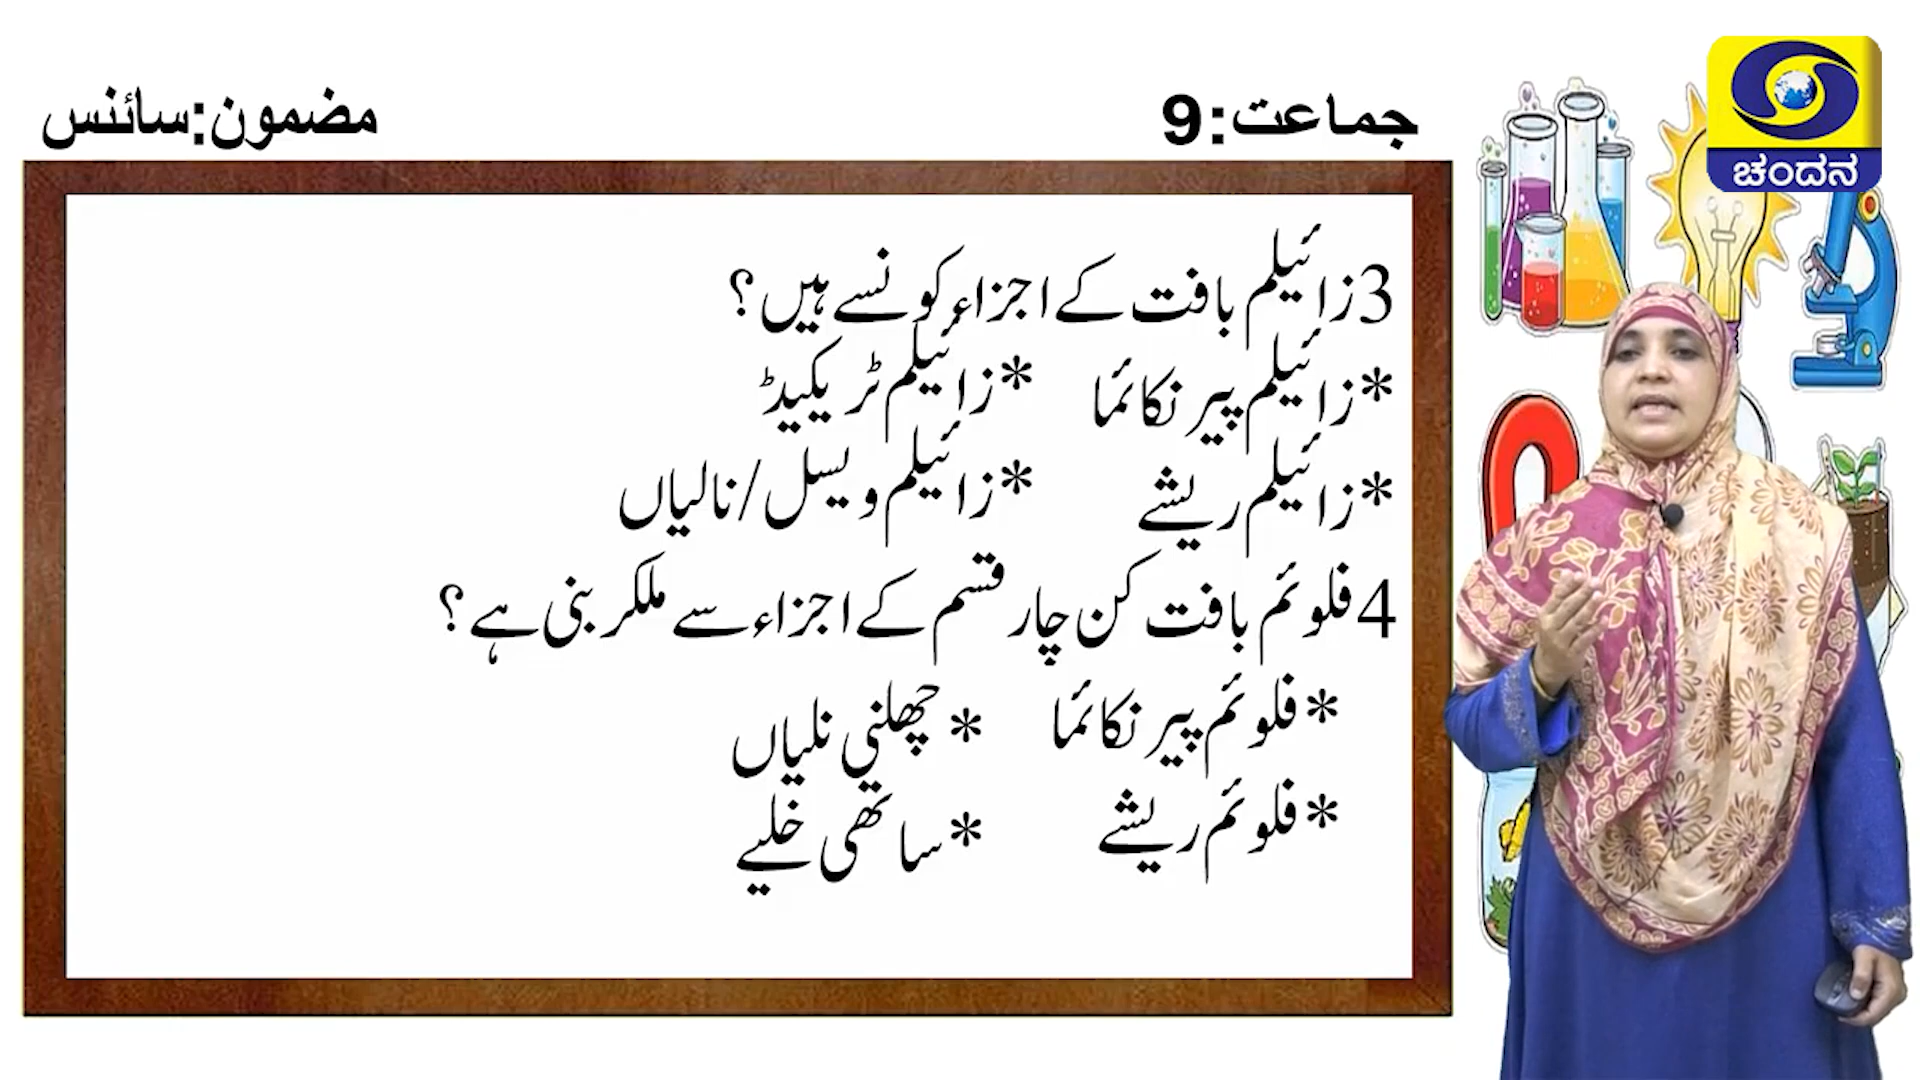 جماعت:9
مضمون:سائنس
ಚಂದನ
3زائیلم بافت کے اجزاء کونسے ہیں؟
*زائیلم پیرنکائما *زائیلم ٹریکیڈ
*زائیلم ریشے *زائیلم ویسل/نالیاں
4فلوئم بافت کن چار قسم کے اجزاء سے ملکر بنی ہے؟
*فلوئم پیرنکائما * چھلنی نلیاں
*فلوئم ریشے *ساتھی خلیے